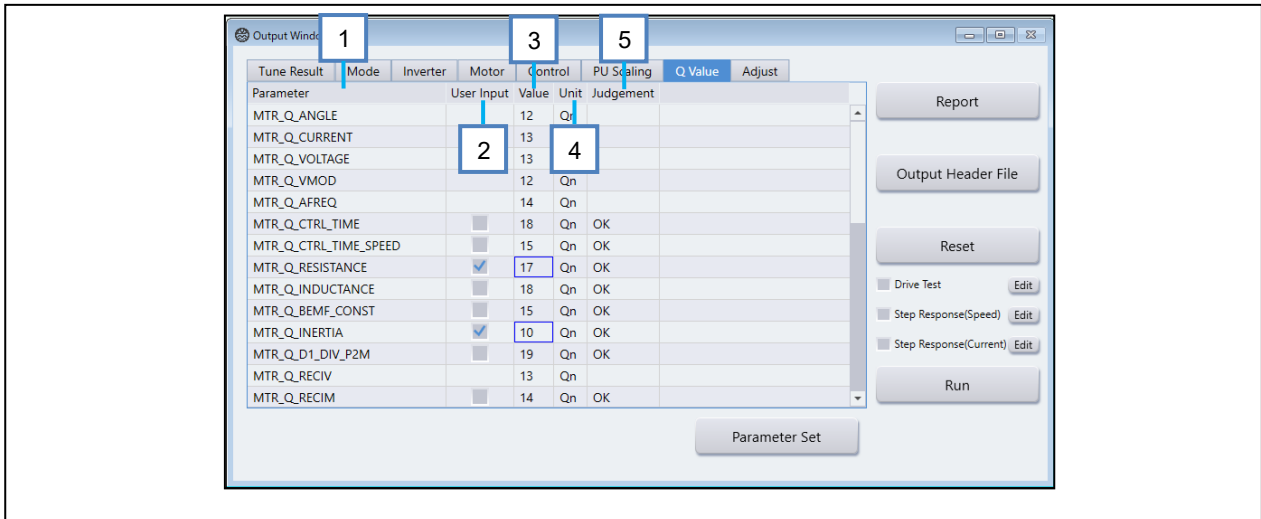 Output Windo
1
3
5
Tune Result Mode Inverter Motor Control PU Scaling Q Value Adjust
Parameter User Input Value Unit Judgement
MTR_Q_ANGLE 12 Qn
MTR_Q_CURRENT 13
MTR_Q_VOLTAGE 13
2
4
MTR_Q_VMOD 12 Qn
MTR_Q_AFREQ 14 Qn
MTR_Q_CTRL_TIME 18 Qn OK
MTR_Q_CTRL_TIME_SPEED 15 Qn OK
MTR_Q_RESISTANCE 17 Qn OK
MTR_Q_INDUCTANCE 18 Qn OK
MTR_Q_BEMF_CONST 15 Qn OK
MTR_Q_INERTIA 10 Qn OK
MTR_Q_D1_DIV_P2M 19 Qn OK
MTR_Q_RECIV 13 Qn
MTR_Q_RECIM 14 Qn OK
Report
Output Header File
Reset
Drive Test Edit
Step Response(Speed) Edit
Step Response(Current) Edit
Run
Parameter Set